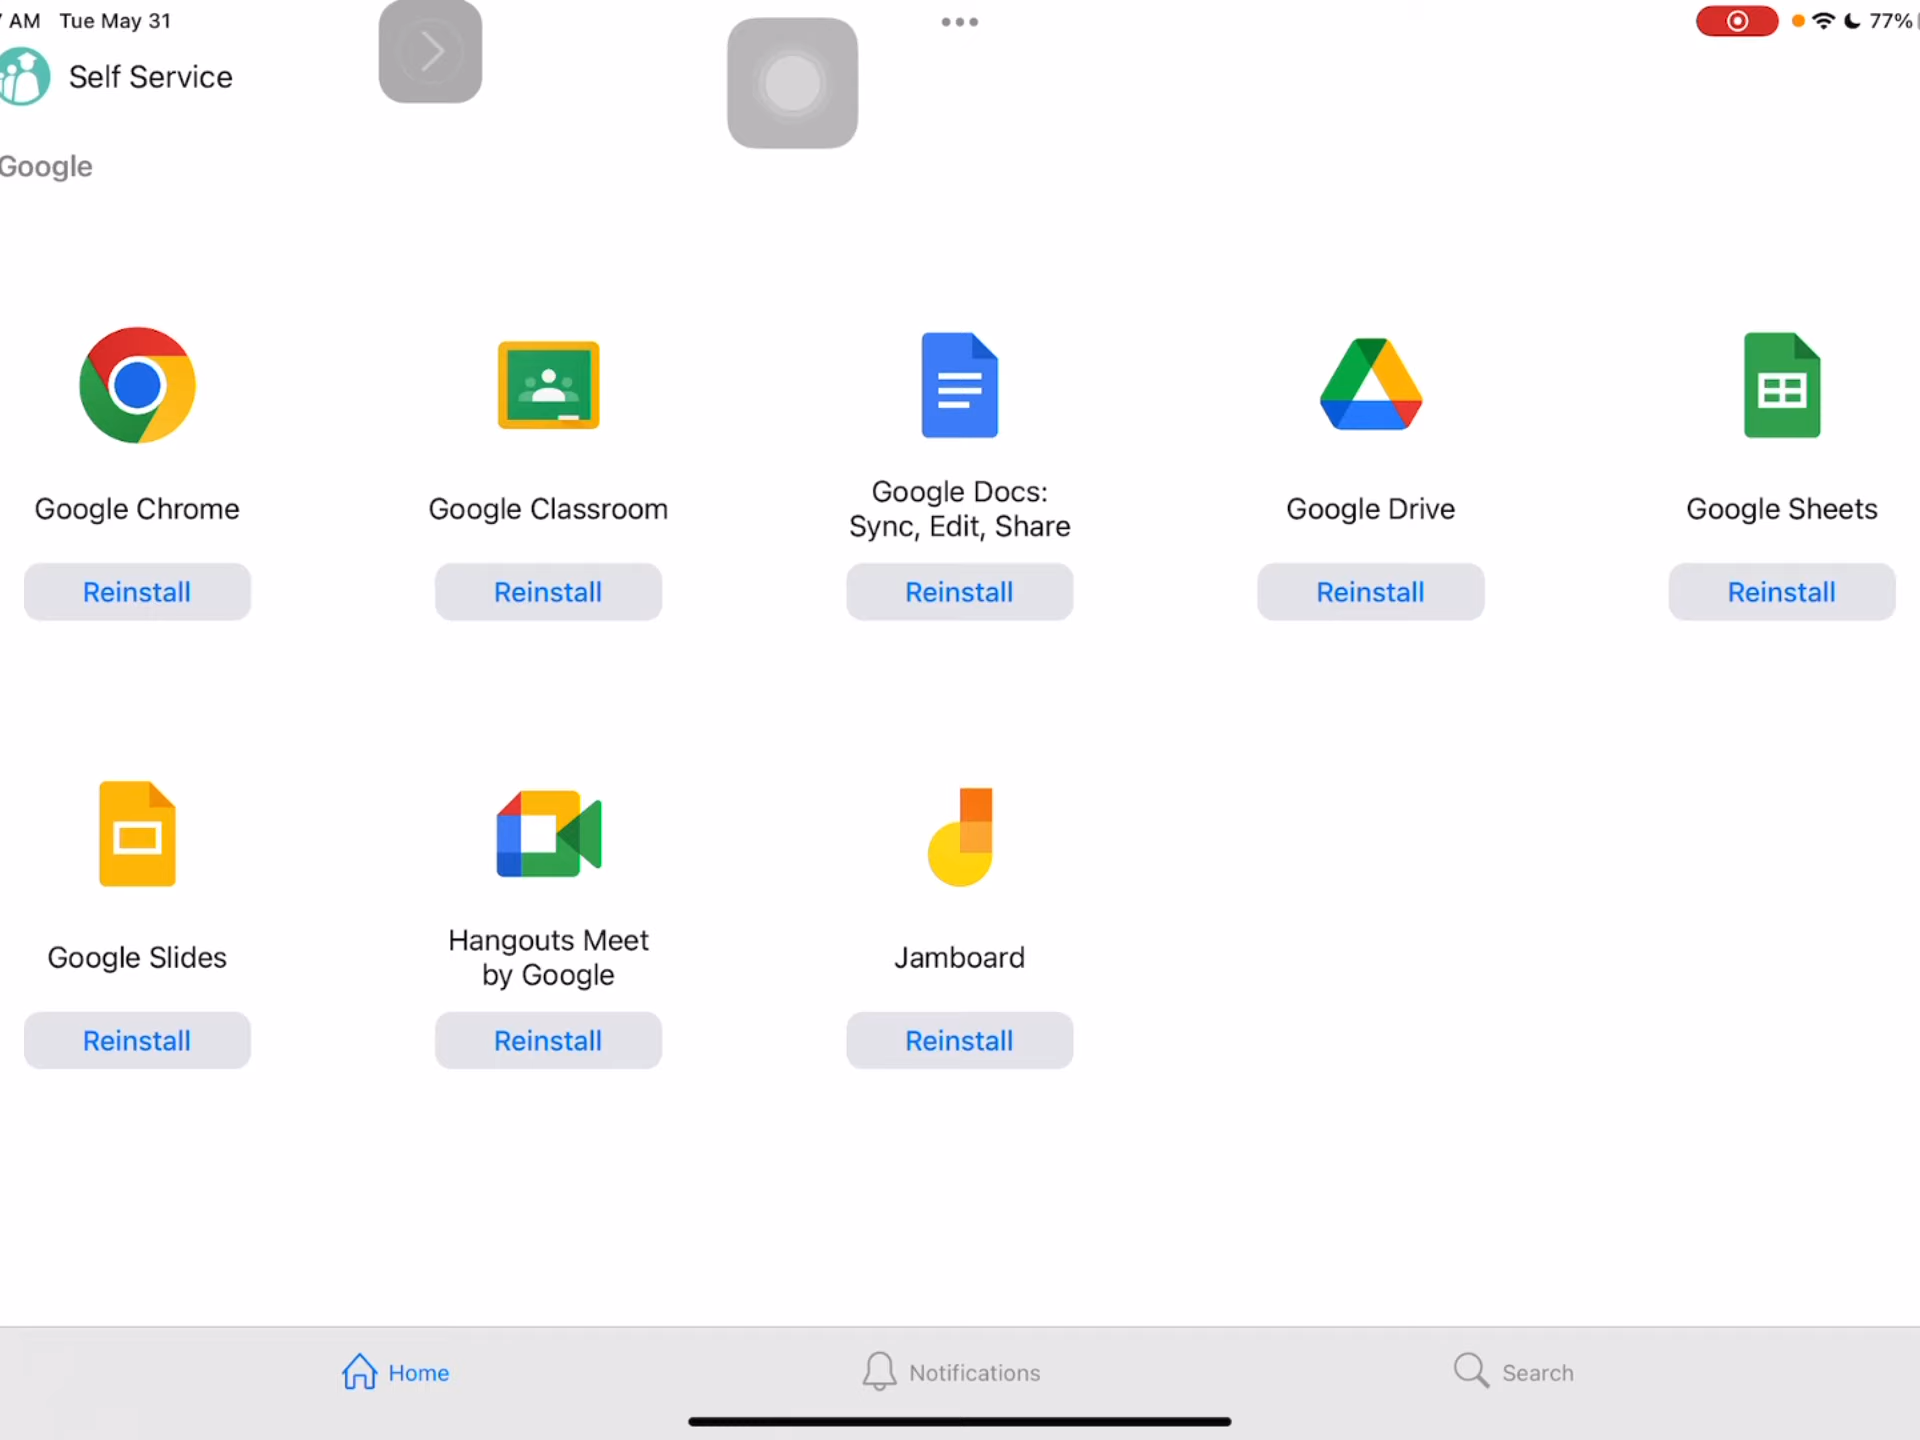 AM Tue May 31
77%
Self Service
Google
Google Chrome
Google Classroom
Google Docs:
Sync, Edit, Share
Google Drive
Google Sheets
Reinstall
Reinstall
Reinstall
Reinstall
Reinstall
Google Slides
Hangouts Meet
by Google
Jamboard
Reinstall
Reinstall
Reinstall
Home
Notifications
Search